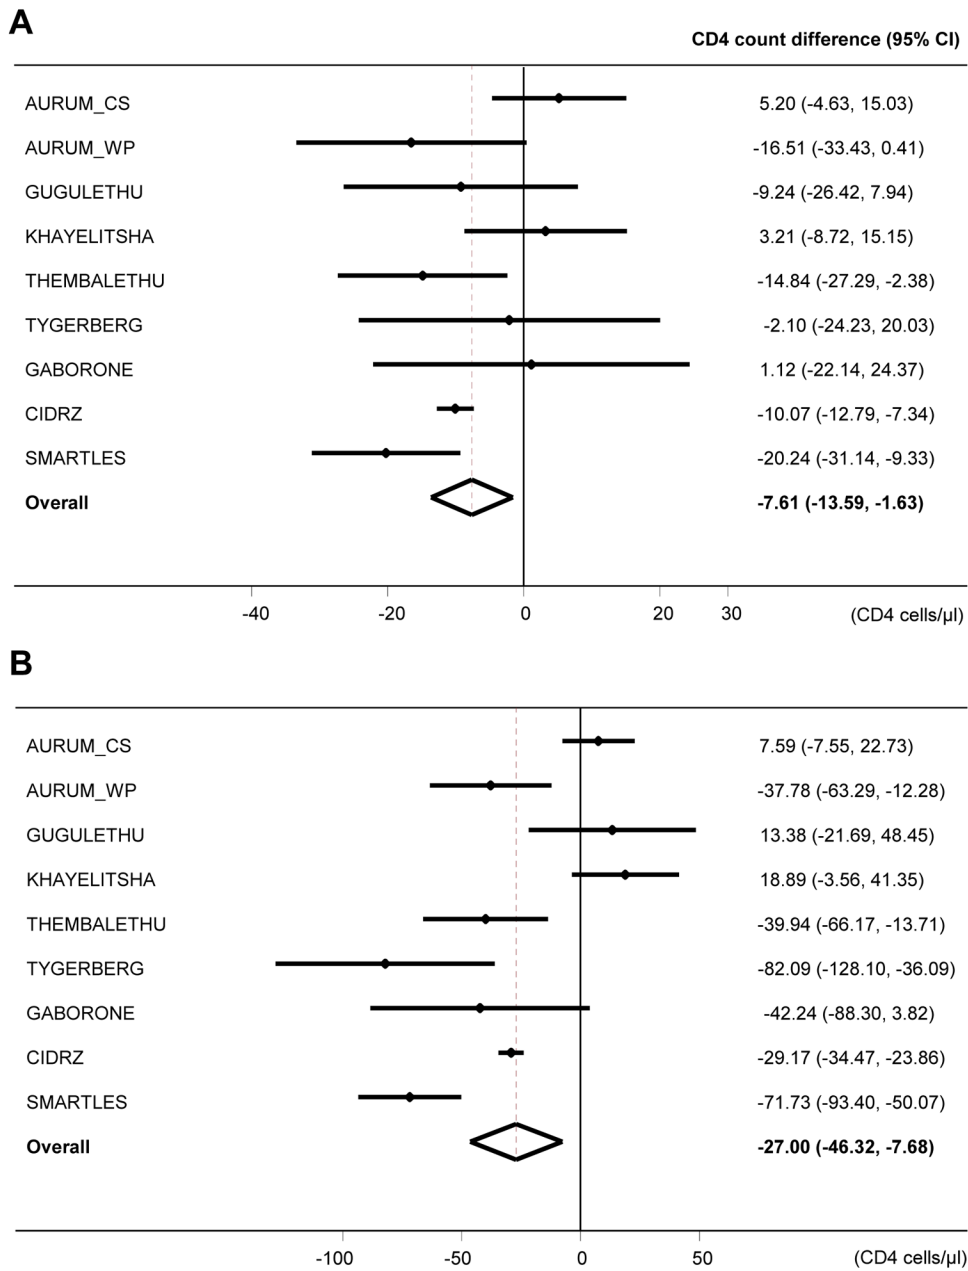 A
CD4 count difference (95% CI)
AURUM_CS 5.20 (-4.63, 15.03)
AURUM_WP -16.51 (-33.43, 0.41)
GUGULETHU -9.24 (-26.42, 7.94)
KHAYELITSHA 3.21 (-8.72, 15.15)
THEMBALETHU -14.84 (-27.29, -2.38)
TYGERBERG -2.10 (-24.23, 20.03)
GABORONE 1.12 (-22.14, 24.37)
CIDRZ -10.07 (-12.79, -7.34)
SMARTLES -20.24 (-31.14, -9.33)
Overall -7.61 (-13.59, -1.63)
-40 -20 0 20 30 (CD4 cells/µl)
B
AURUM_CS 7.59 (-7.55, 22.73)
AURUM_WP -37.78 (-63.29, -12.28)
GUGULETHU 13.38 (-21.69, 48.45)
KHAYELITSHA 18.89 (-3.56, 41.35)
THEMBALETHU -39.94 (-66.17, -13.71)
TYGERBERG -82.09 (-128.10, -36.09)
GABORONE -42.24 (-88.30, 3.82)
CIDRZ -29.17 (-34.47, -23.86)
SMARTLES -71.73 (-93.40, -50.07)
Overall -27.00 (-46.32, -7.68)
-100 -50 0 50 (CD4 cells/µl)